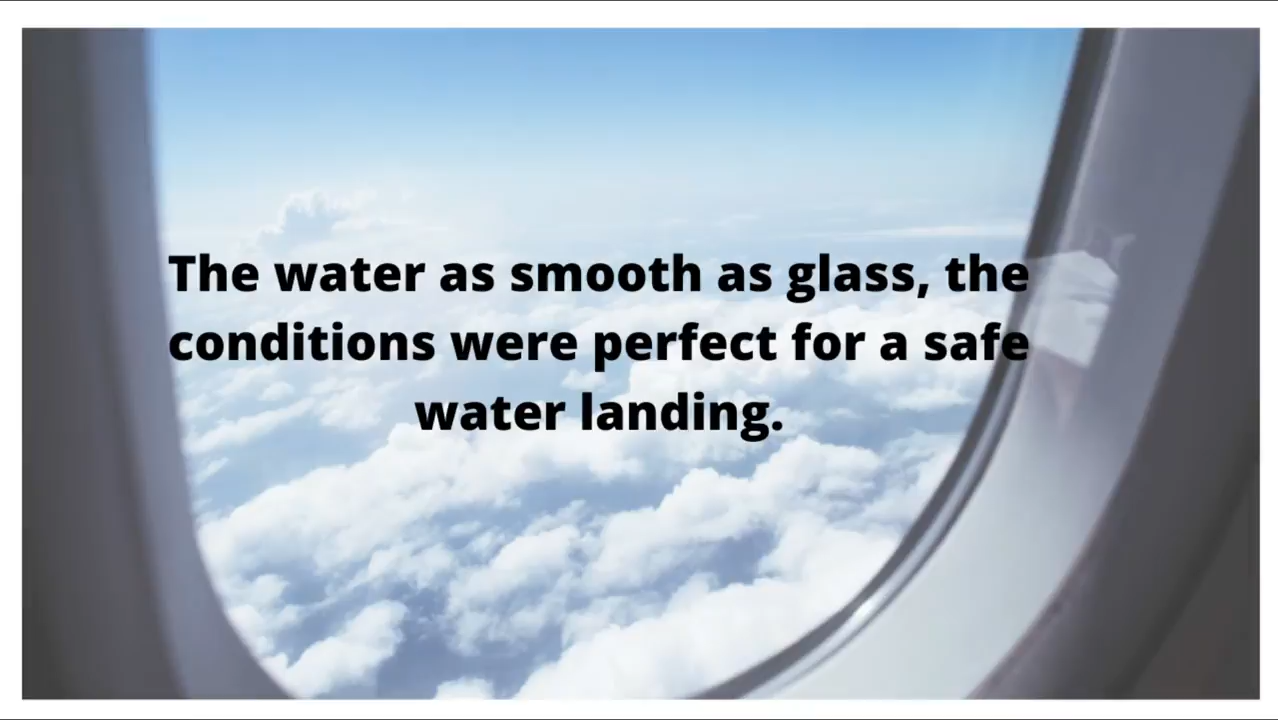 The water as smooth as glass, the
conditions were perfect for a safe
water landing.